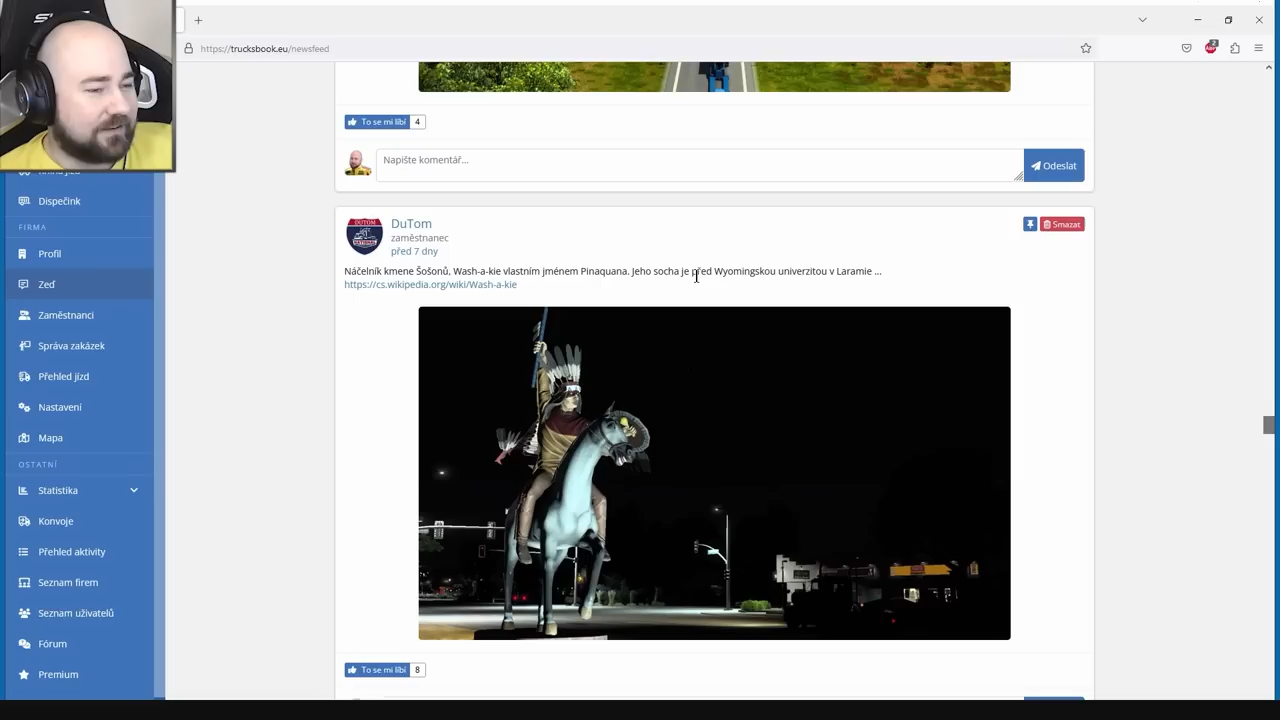 https://trucksbook.eu/newsfeed
2
To se mi líbí 4
Napište komentář...
Odeslat
Dispečink
FIRMA
Profil
Zeď
Zaměstnanci
Správa zakázek
Přehled jízd
Nastavení
Mapa
OSTATNÍ
Statistika
Konvoje
Přehled aktivity
Seznam firem
Seznam uživatelů
Fórum
Premium
DUTOM
NATIONAL
DuTom
zaměstnanec
před 7 dny
Smazat
Náčelník kmene Šošonů, Wash-a-kie vlastním jménem Pinaquana. Jeho socha je před Wyomingskou univerzitou v Laramie ...
https://cs.wikipedia.org/wiki/Wash-a-kie
To se mi líbí 8